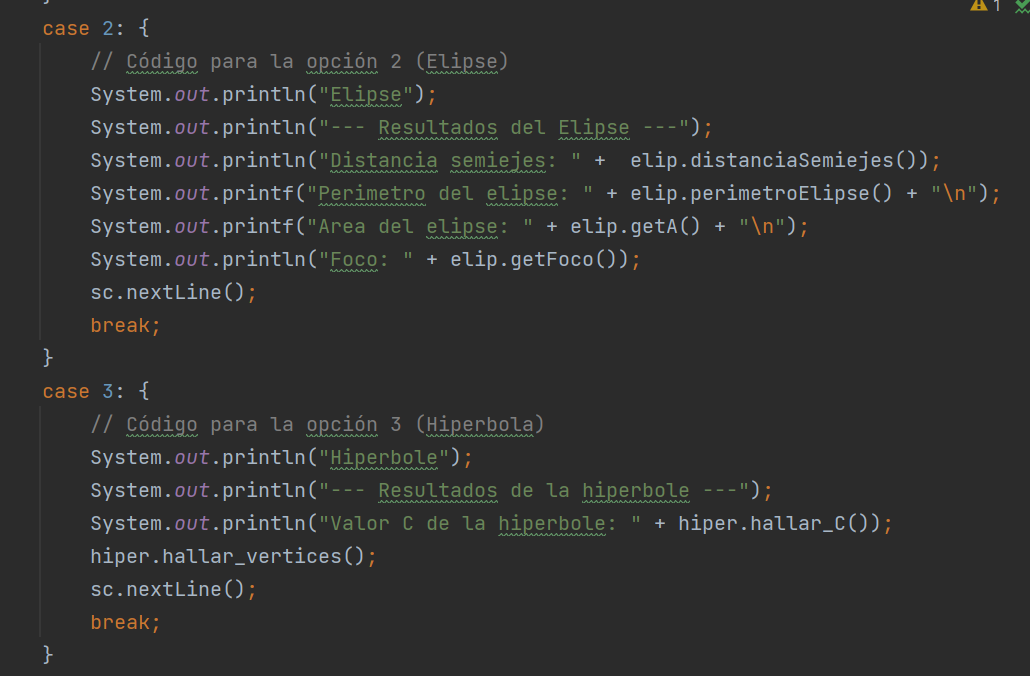 1
case 2: {
// Código para la opción 2 (Elipse)
System.out.println("Elipse");
System.out.println("--- Resultados del Elipse ---");
System.out.println("Distancia semiejes: " +  elip.distanciaSemiejes());
System.out.printf("Perimetro del elipse: " + elip.perimetroElipse() + "\n");
System.out.printf("Area del elipse: " + elip.getA() + "\n");
System.out.println("Foco: " + elip.getFoco());
sc.nextLine();
break;
}
case 3: {
// Código para la opción 3 (Hiperbola)
System.out.println("Hiperbole");
System.out.println("--- Resultados de la hiperbole ---");
System.out.println("Valor C de la hiperbole: " + hiper.hallar_C());
hiper.hallar_vertices();
sc.nextLine();
break;
}